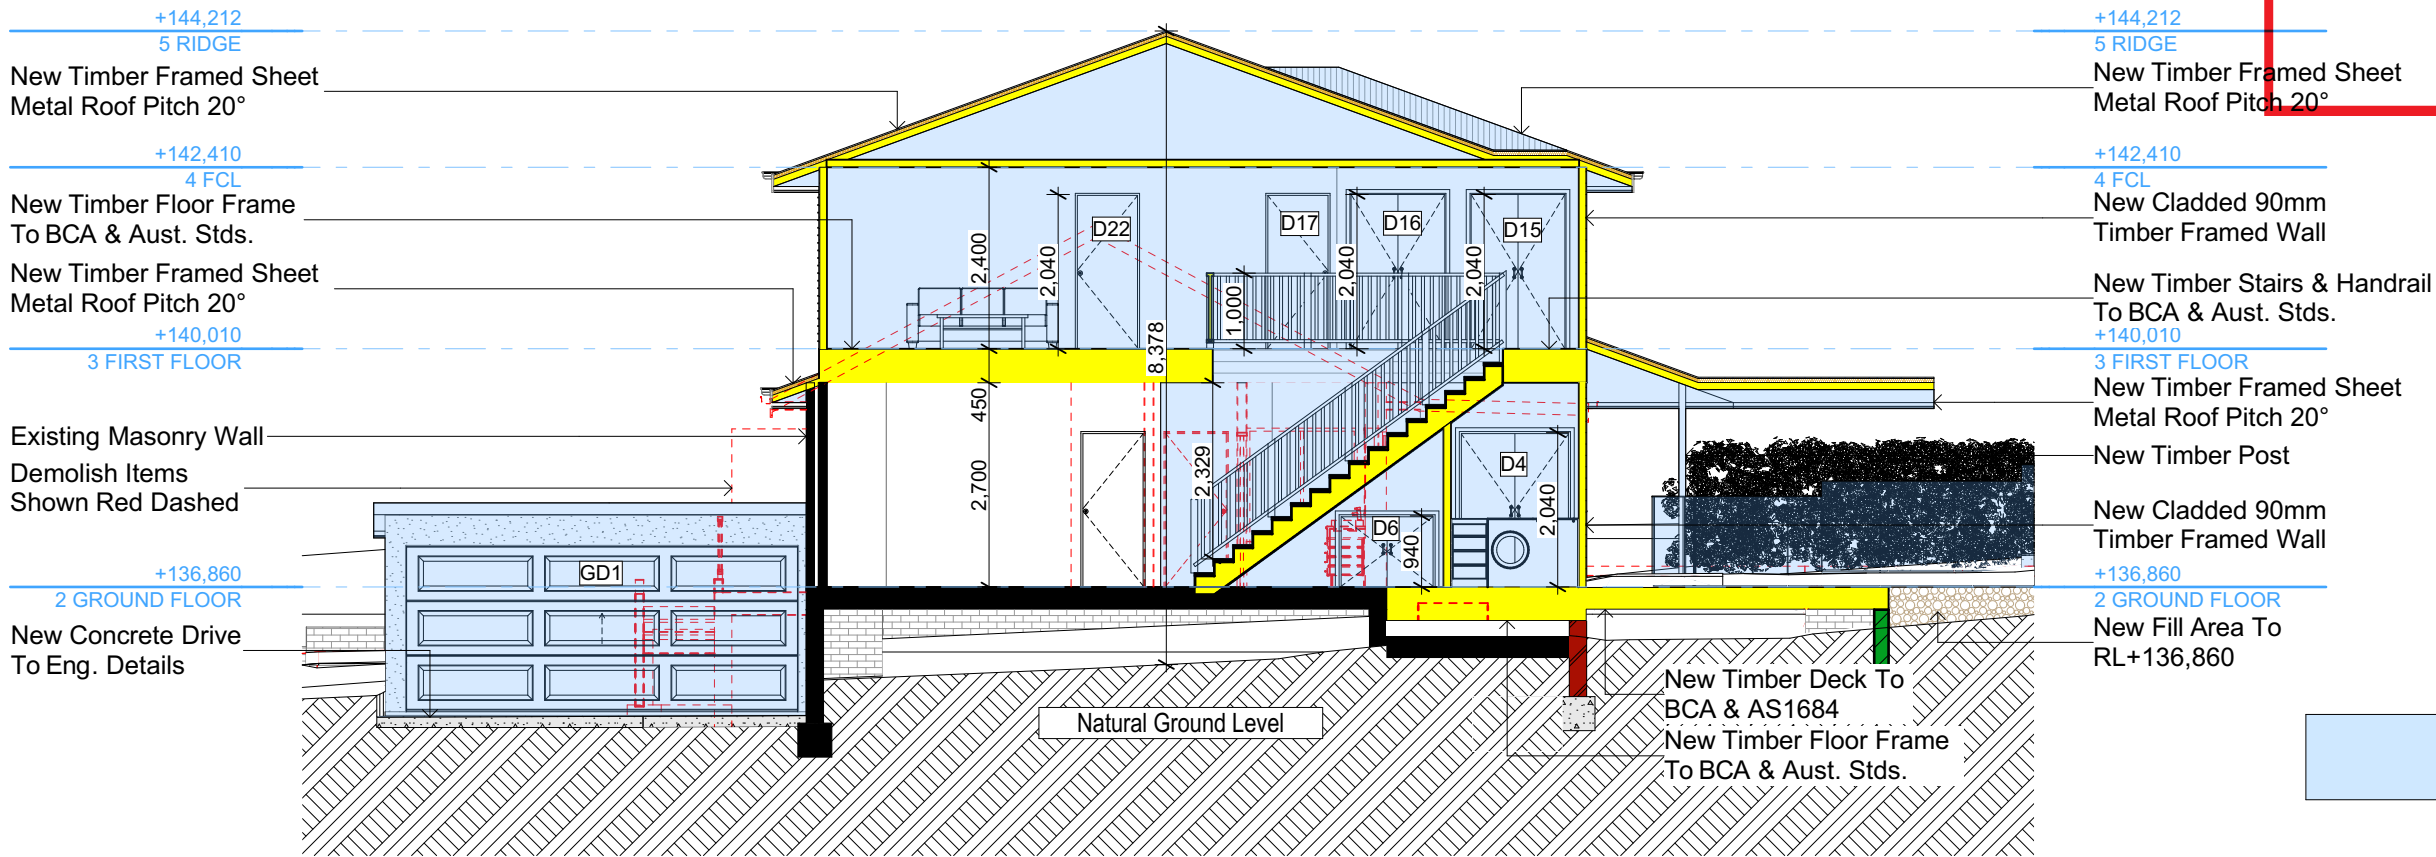 +144,212
5 RIDGE
New Timber Framed Sheet
Metal Roof Pitch 20°
+142,410
4 FCL
New Timber Floor Frame
To BCA & Aust. Stds.
New Timber Framed Sheet
Metal Roof Pitch 20°
+140,010
3 FIRST FLOOR
Existing Masonry Wall
Demolish Items
Shown Red Dashed
+136,860
2 GROUND FLOOR
New Concrete Drive
To Eng. Details
D22
D17
D16
D15
2,400
2,040
2,040
2,040
1,000
8,378
450
2,700
2,329
D4
2,040
D6
940
GD1
Natural Ground Level
New Timber Deck To
BCA & AS1684
New Timber Floor Frame
To BCA & Aust. Stds.
+144,212
5 RIDGE
New Timber Framed Sheet
Metal Roof Pitch 20°
+142,410
4 FCL
New Cladded 90mm
Timber Framed Wall
New Timber Stairs & Handrail
To BCA & Aust. Stds.
+140,010
3 FIRST FLOOR
New Timber Framed Sheet
Metal Roof Pitch 20°
New Timber Post
New Cladded 90mm
Timber Framed Wall
+136,860
2 GROUND FLOOR
New Fill Area To
RL+136,860